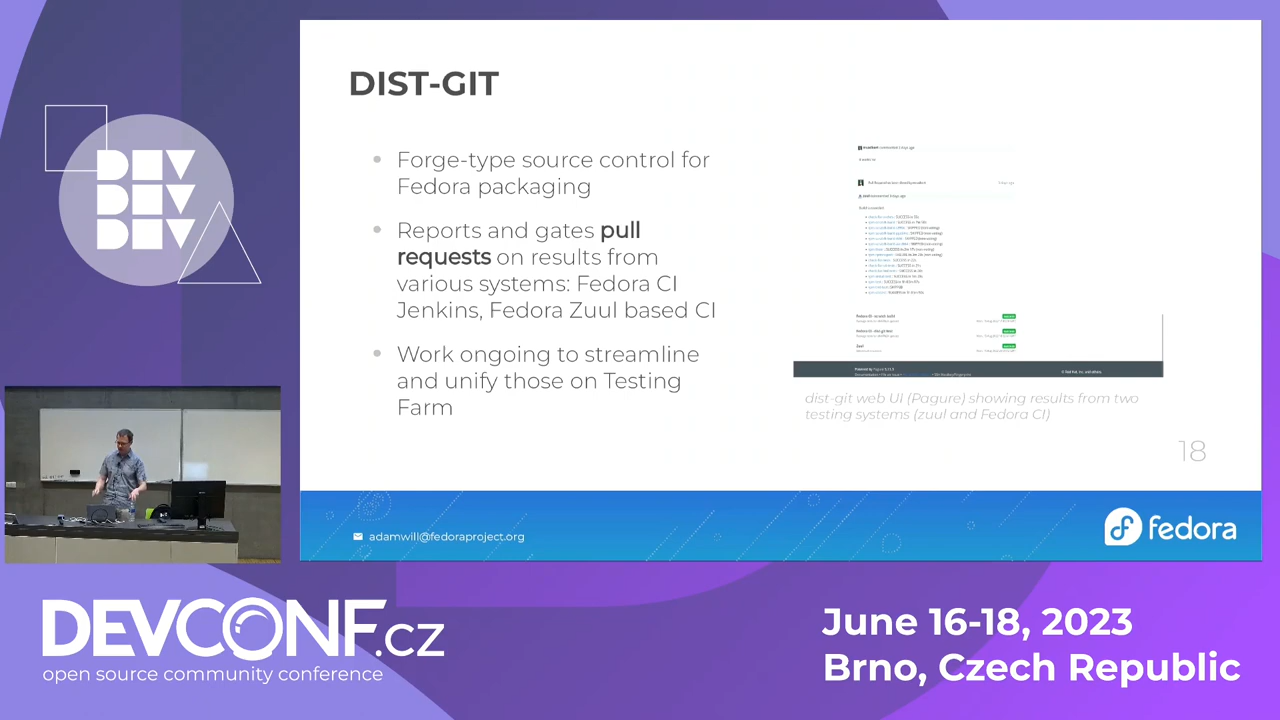 DEV
DEV
DIST-GIT
Forge-type source control for
Fedora packaging
Reports and gates pull
requests on results from
various systems: Fedora CI
Jenkins, Fedora Zuul based CI
Work ongoing to streamline
and unify those on Testing
Farm
dist-git web UI (Pagure) showing results from two
testing systems (zuul and Fedora CI)
18
adamwill@fedoraproject.org
fedora
DEVCONF.cz
open source community conference
June 16-18, 2023
Brno, Czech Republic